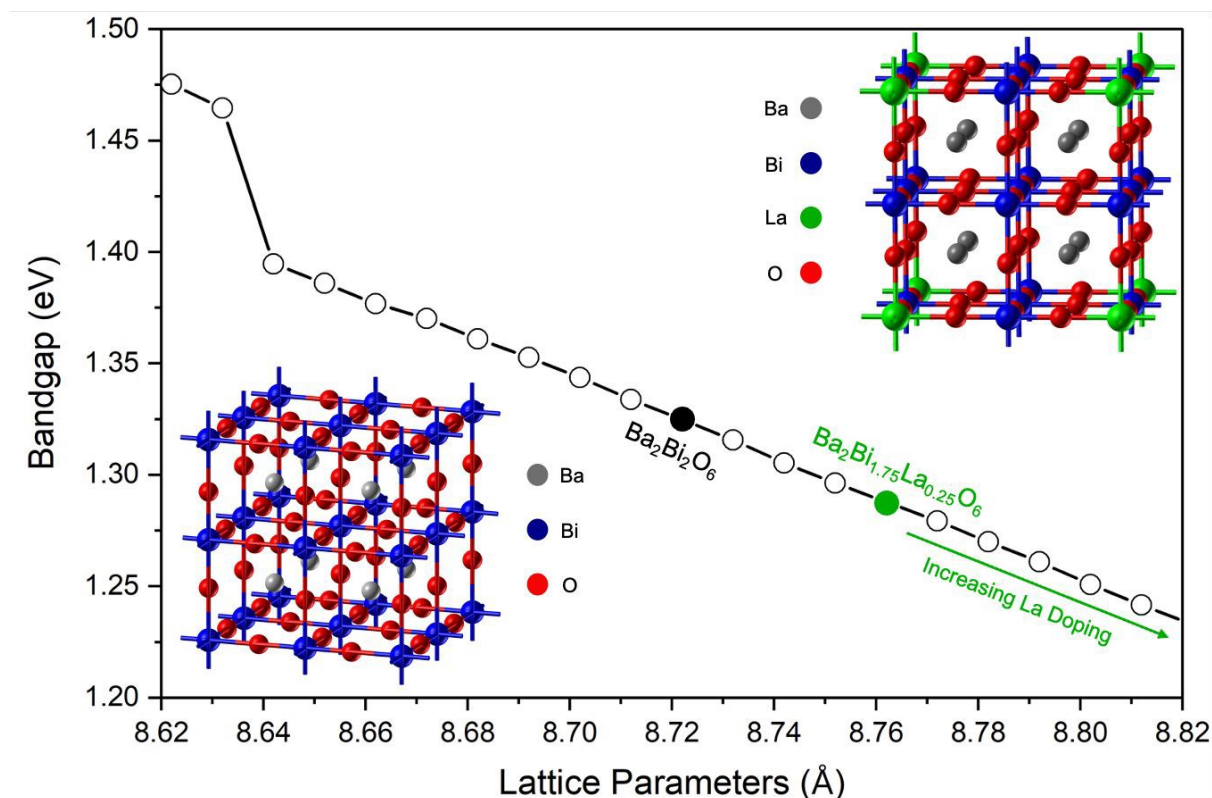 Bandgap (eV)
1.50
1.45
1.40
1.35
1.30
1.25
1.20
Ba
Bi
La
O
Ba₂Bi₂O₆
Ba₂Bi₁.₇₅La₀.₂₅O₆
Increasing La Doping
Ba
Bi
O
8.62 8.64 8.66 8.68 8.70 8.72 8.76 8.78 8.80 8.82
Lattice Parameters (Å)